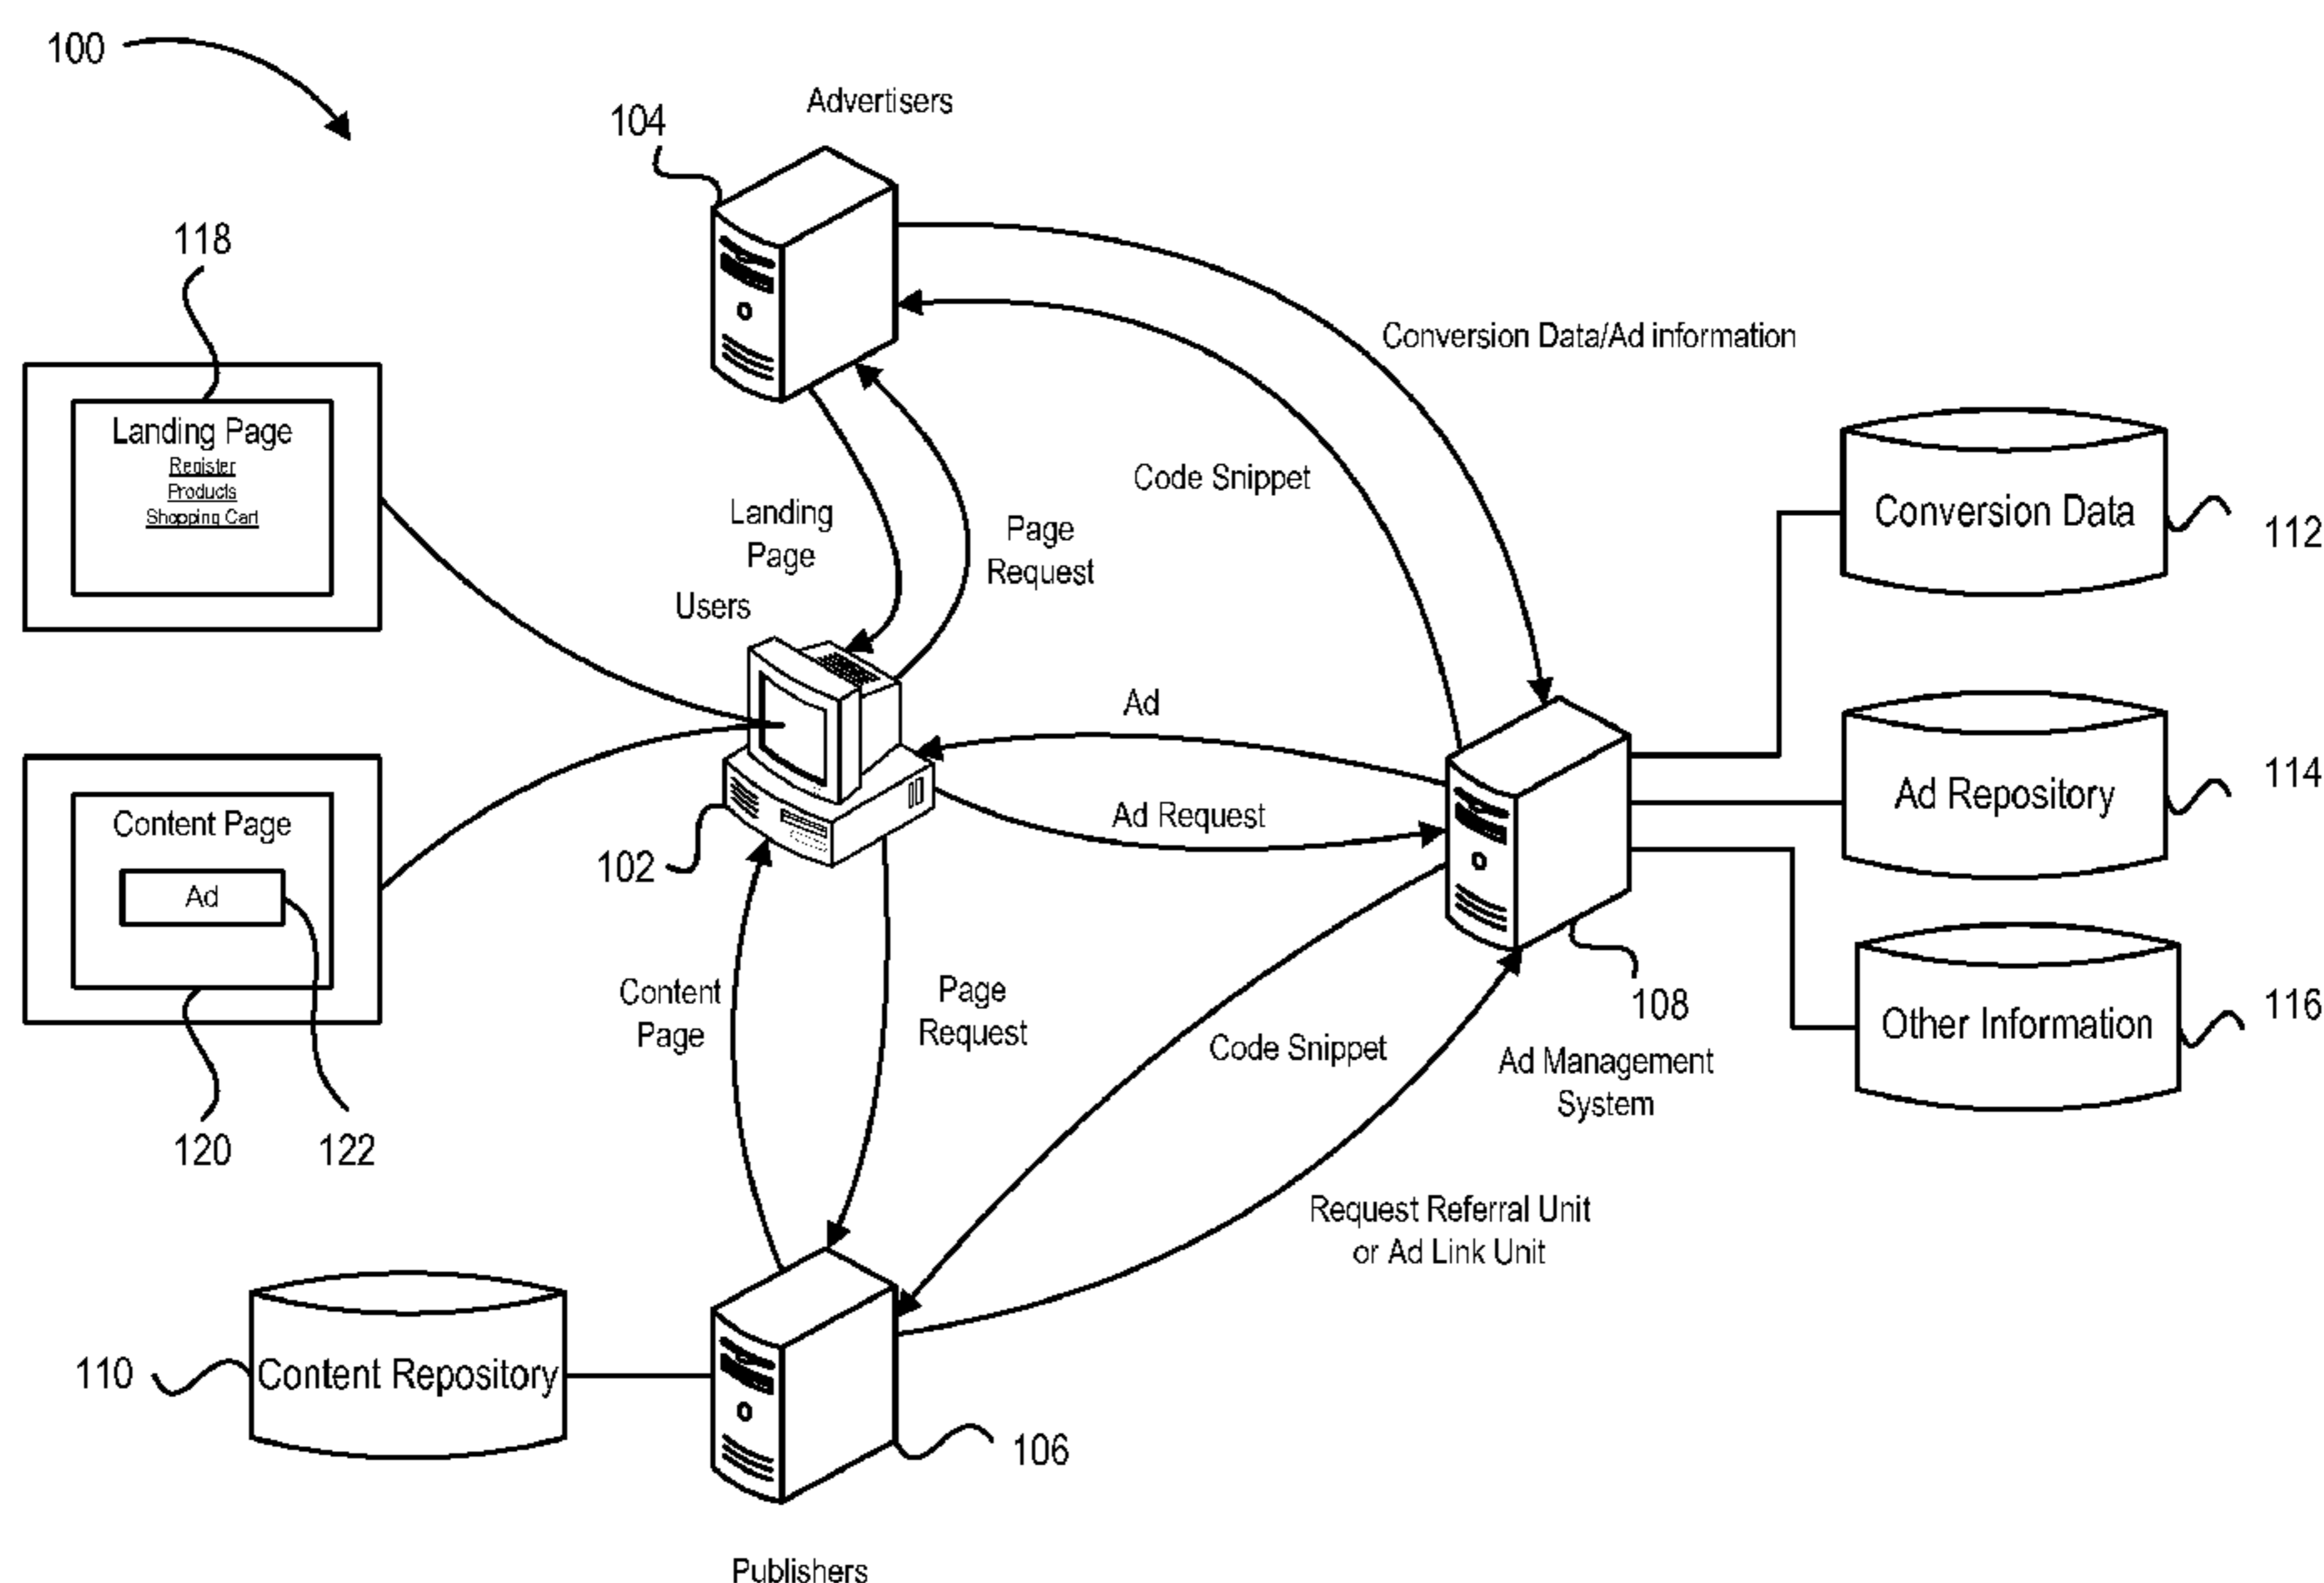 100
Advertisers
104
118
Conversion Data/Ad information
Landing Page
Register
Products
Shopping Cart
Code Snippet
Landing
Page
Page
Request
Conversion Data
112
Users
Ad
Ad Repository
114
Ad Request
Content Page
Ad
102
Content
Page
Page
Request
Code Snippet
108
Ad Management
System
Other Information
116
120
122
Request Referral Unit
or Ad Link Unit
110
Content Repository
106
Publishers